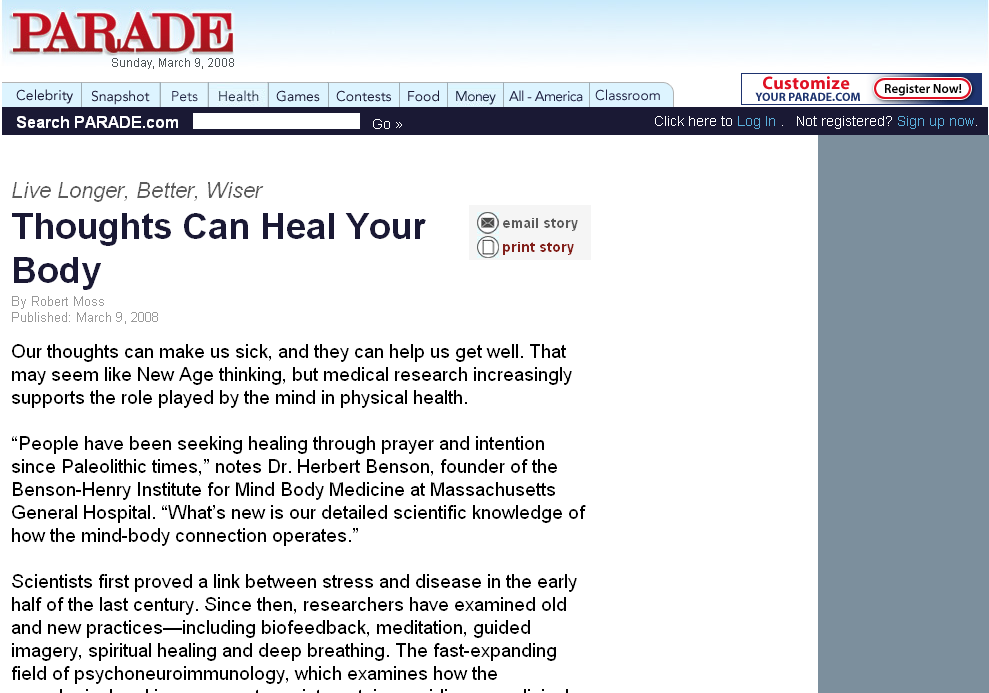 PARADE
Sunday, March 9, 2008
Customize
YOUR PARADE.COM
Register Now!
Celebrity Snapshot Pets Health Games Contests Food Money All - America Classroom
Search PARADE.com Go » Click here to Log In . Not registered? Sign up now.
Live Longer, Better, Wiser
Thoughts Can Heal Your
Body
email story
print story
By Robert Moss
Published: March 9, 2008
Our thoughts can make us sick, and they can help us get well. That
may seem like New Age thinking, but medical research increasingly
supports the role played by the mind in physical health.
“People have been seeking healing through prayer and intention
since Paleolithic times,” notes Dr. Herbert Benson, founder of the
Benson-Henry Institute for Mind Body Medicine at Massachusetts
General Hospital. “What’s new is our detailed scientific knowledge of
how the mind-body connection operates.”
Scientists first proved a link between stress and disease in the early
half of the last century. Since then, researchers have examined old
and new practices—including biofeedback, meditation, guided
imagery, spiritual healing and deep breathing. The fast-expanding
field of psychoneuroimmunology, which examines how the